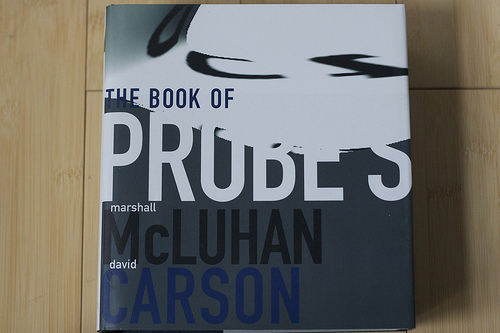 THE BOOK OF
PROBES
marshall
McLUHAN
david
CARSON